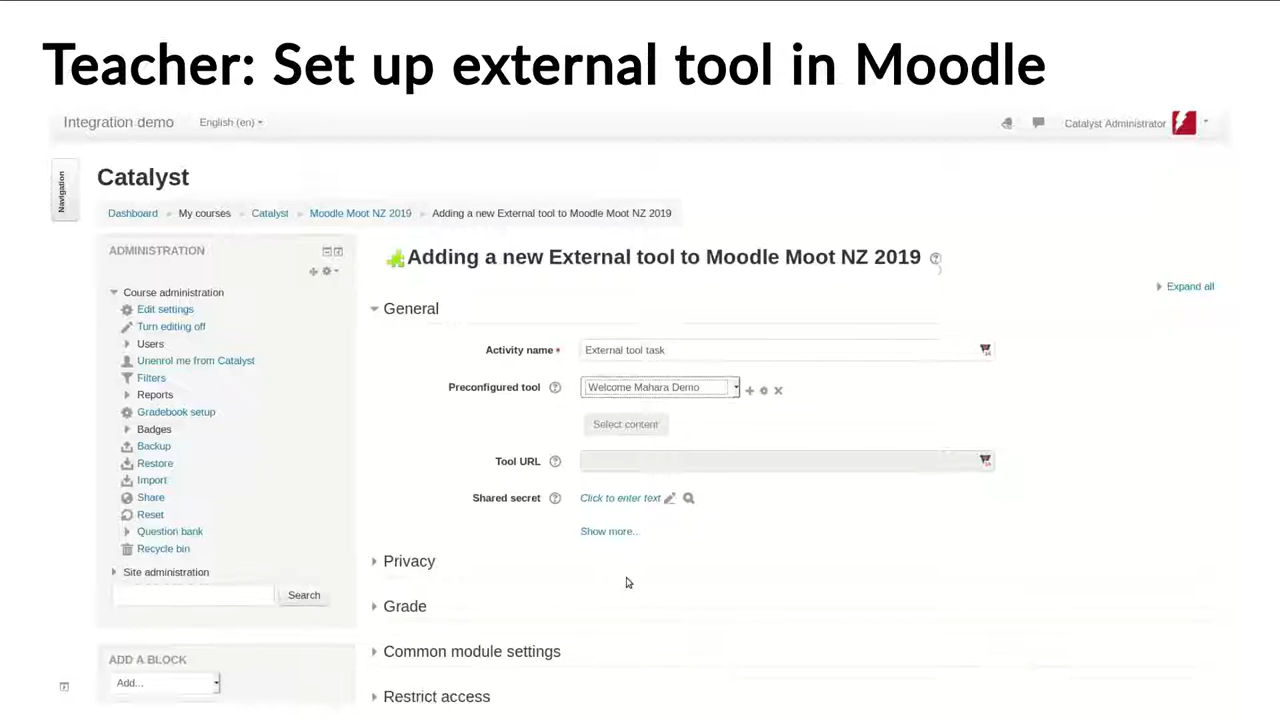 Teacher: Set up external tool in Moodle
Integration demo English (en) Catalyst Administrator
Navigation
Catalyst
Dashboard My courses Catalyst Moodle Moot NZ 2019 Adding a new External tool to Moodle Moot NZ 2019
ADMINISTRATION
Course administration
Edit settings
Turn editing off
Users
Unenrol me from Catalyst
Filters
Reports
Gradebook setup
Badges
Backup
Restore
Import
Share
Reset
Question bank
Recycle bin
Site administration
Search
ADD A BLOCK
Add...
Adding a new External tool to Moodle Moot NZ 2019
Expand all
General
Activity name External tool task
Preconfigured tool Welcome Mahara Demo
Select content
Tool URL
Shared secret Click to enter text
Show more...
Privacy
Grade
Common module settings
Restrict access